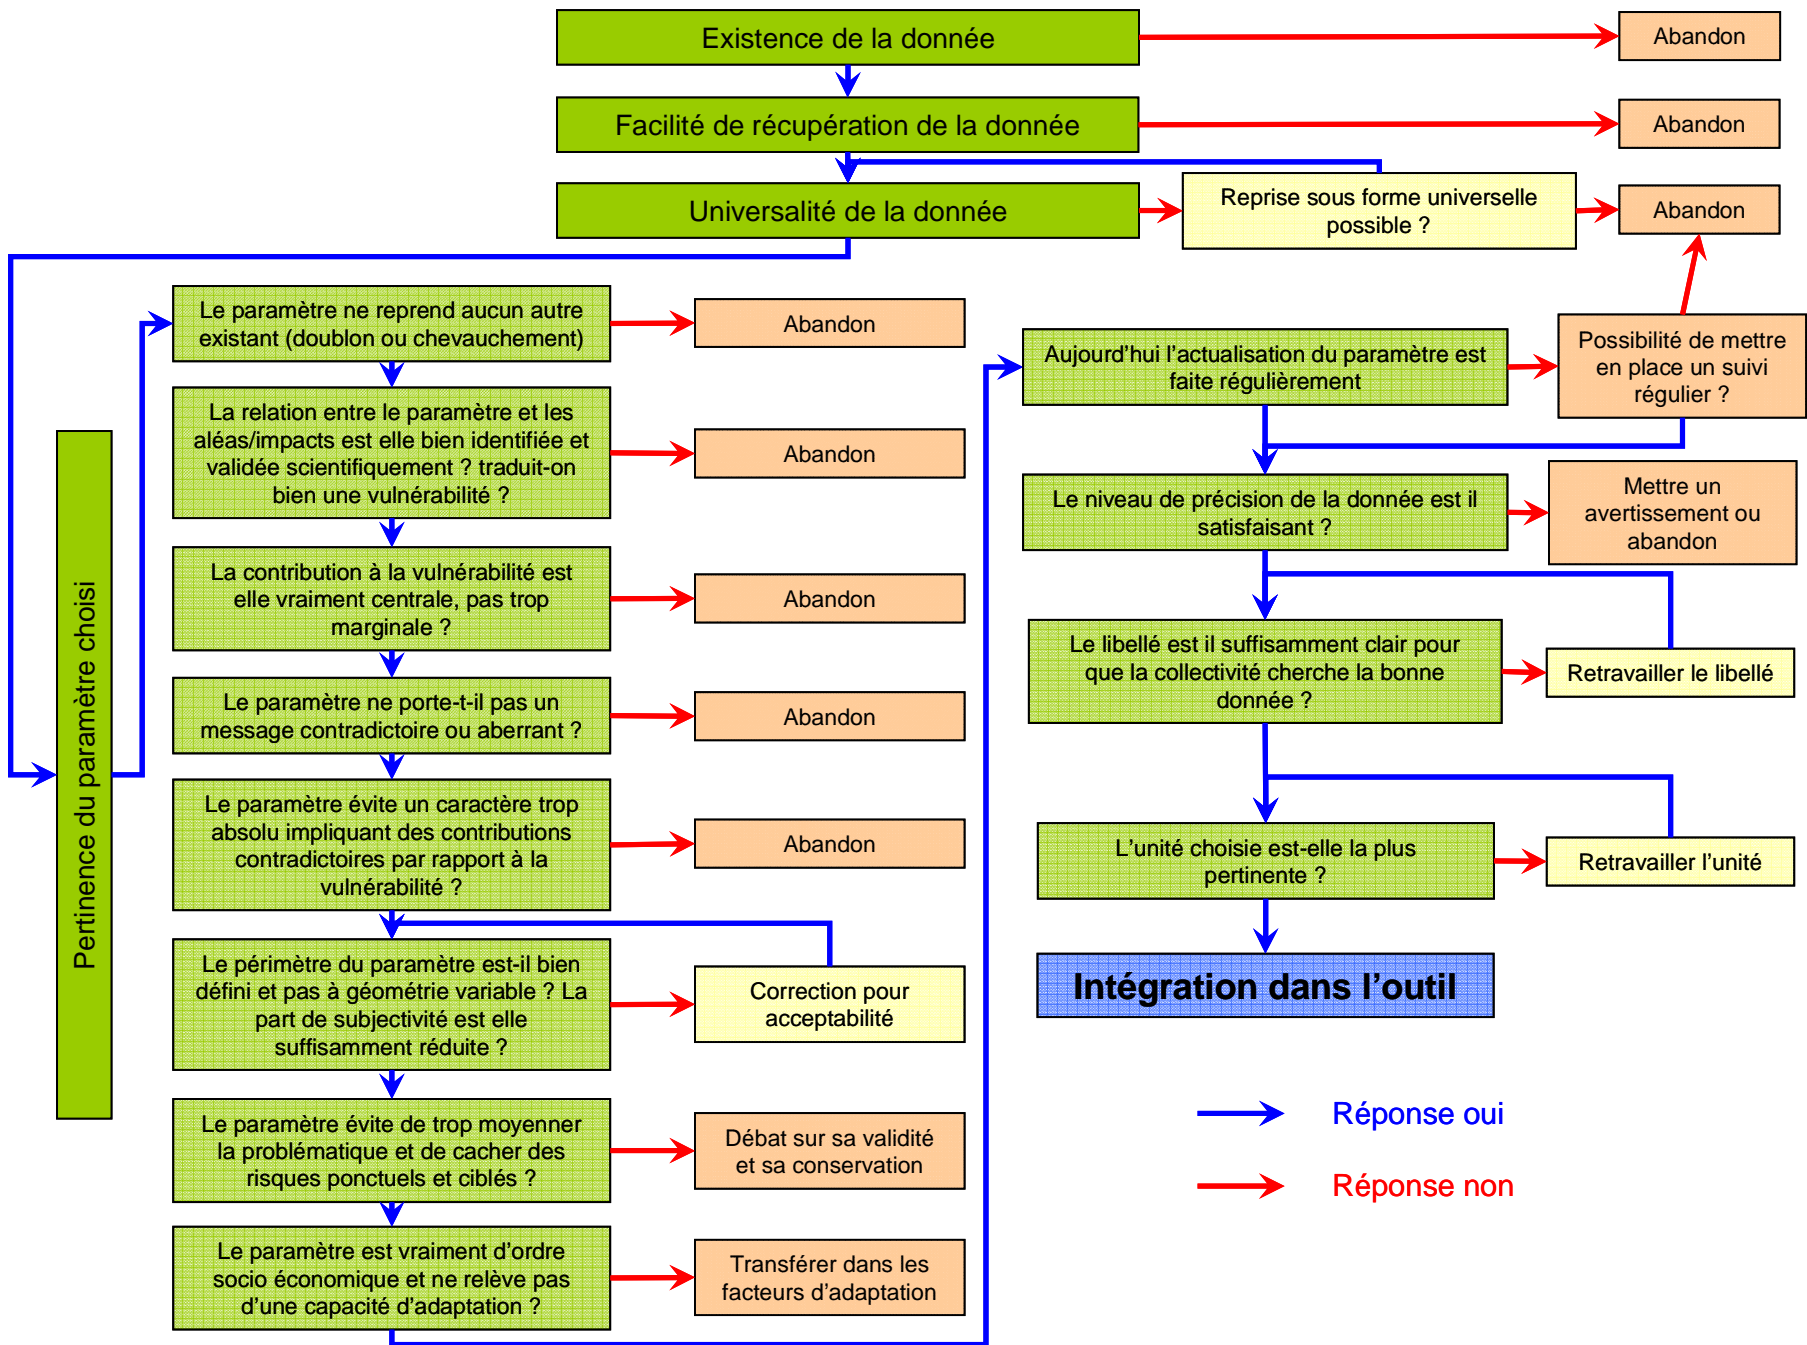 Existence de la donnée
Abandon
Facilité de récupération de la donnée
Abandon
Universalité de la donnée
Reprise sous forme universelle
possible ?
Abandon
Pertinence du paramètre choisi
Le paramètre ne reprend aucun autre
existant (doublon ou chevauchement)
Abandon
La relation entre le paramètre et les
aléas/impacts est elle bien identifiée et
validée scientifiquement ? traduit-on
bien une vulnérabilité ?
Abandon
La contribution à la vulnérabilité est
elle vraiment centrale, pas trop
marginale ?
Abandon
Le paramètre ne porte-t-il pas un
message contradictoire ou aberrant ?
Abandon
Le paramètre évite un caractère trop
absolu impliquant des contributions
contradictoires par rapport à la
vulnérabilité ?
Abandon
Le périmètre du paramètre est-il bien
défini et pas à géométrie variable ? La
part de subjectivité est elle
suffisamment réduite ?
Correction pour
acceptabilité
Le paramètre évite de trop moyenner
la problématique et de cacher des
risques ponctuels et ciblés ?
Débat sur sa validité
et sa conservation
Le paramètre est vraiment d'ordre
socio économique et ne relève pas
d'une capacité d'adaptation ?
Transférer dans les
facteurs d'adaptation
Aujourd'hui l'actualisation du paramètre est
faite régulièrement
Possibilité de mettre
en place un suivi
régulier ?
Le niveau de précision de la donnée est il
satisfaisant ?
Mettre un
avertissement ou
abandon
Le libellé est il suffisamment clair pour
que la collectivité cherche la bonne
donnée ?
Retravailler le libellé
L'unité choisie est-elle la plus
pertinente ?
Retravailler l'unité
Intégration dans l'outil
Réponse oui
Réponse non